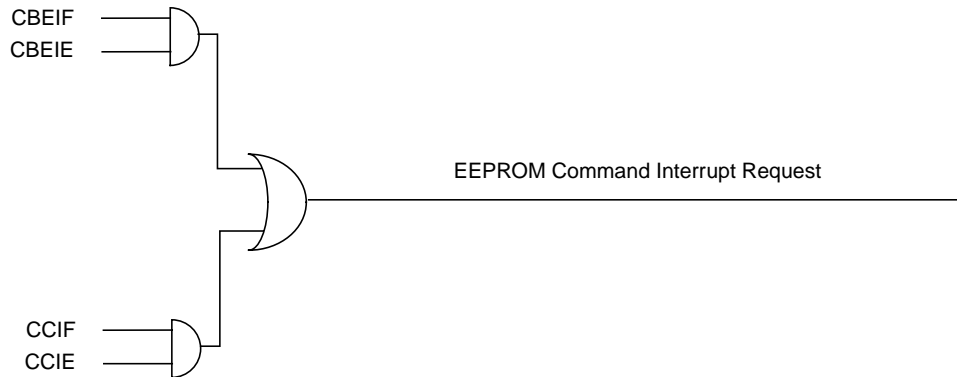 CBEIF
CBEIE
EEPROM Command Interrupt Request
CCIF
CCIE